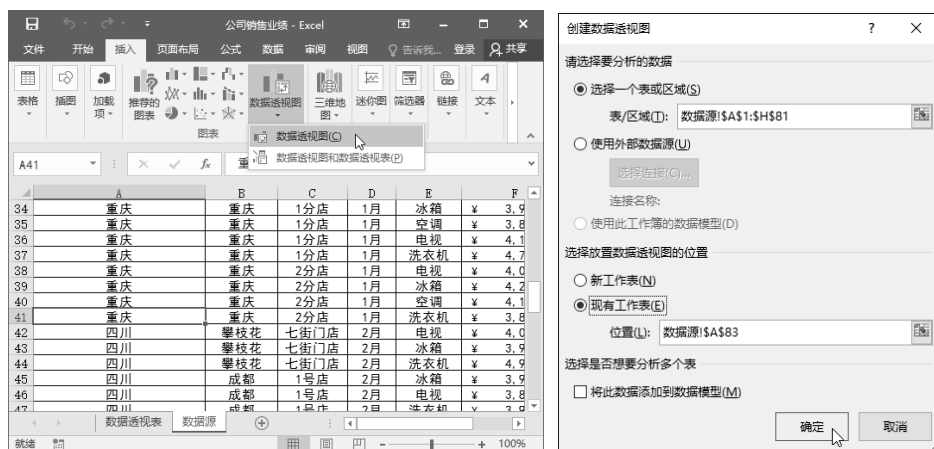 公司销售业绩 - Excel
文件 开始 插入 页面布局 公式 数据 审阅 视图 告诉我... 登录 共享
表格 插图 加载项 推荐的图表 数据透视图 三维地图 迷你图 筛选器 链接 文本
图表
数据透视图(C)
数据透视图和数据透视表(P)
A41 fx 重
A B C D E F
34 重庆 重庆 1分店 1月 冰箱 ¥ 3,9
35 重庆 重庆 1分店 1月 空调 ¥ 3,8
36 重庆 重庆 1分店 1月 电视 ¥ 4,1
37 重庆 重庆 1分店 1月 洗衣机 ¥ 4,7
38 重庆 重庆 2分店 1月 电视 ¥ 4,0
39 重庆 重庆 2分店 1月 冰箱 ¥ 4,2
40 重庆 重庆 2分店 1月 空调 ¥ 4,1
41 重庆 重庆 2分店 1月 洗衣机 ¥ 3,8
42 四川 攀枝花 七街门店 2月 电视 ¥ 4,0
43 四川 攀枝花 七街门店 2月 冰箱 ¥ 3,9
44 四川 攀枝花 七街门店 2月 洗衣机 ¥ 4,9
45 四川 成都 1号店 2月 冰箱 ¥ 3,9
46 四川 成都 1号店 2月 电视 ¥ 3,8
47 四川 成都 1号店 2月 洗衣机 ¥ 3,9
数据透视表 数据源
就绪 100%
创建数据透视图 ? ×
请选择要分析的数据
选择一个表或区域(S)
表/区域(T): 数据源!$A$1:$H$81
使用外部数据源(U)
选择连接(C)...
连接名称:
使用此工作簿的数据模型(D)
选择放置数据透视图的位置
新工作表(N)
现有工作表(E)
位置(L): 数据源!$A$83
选择是否想要分析多个表
将此数据添加到数据模型(M)
确定 取消